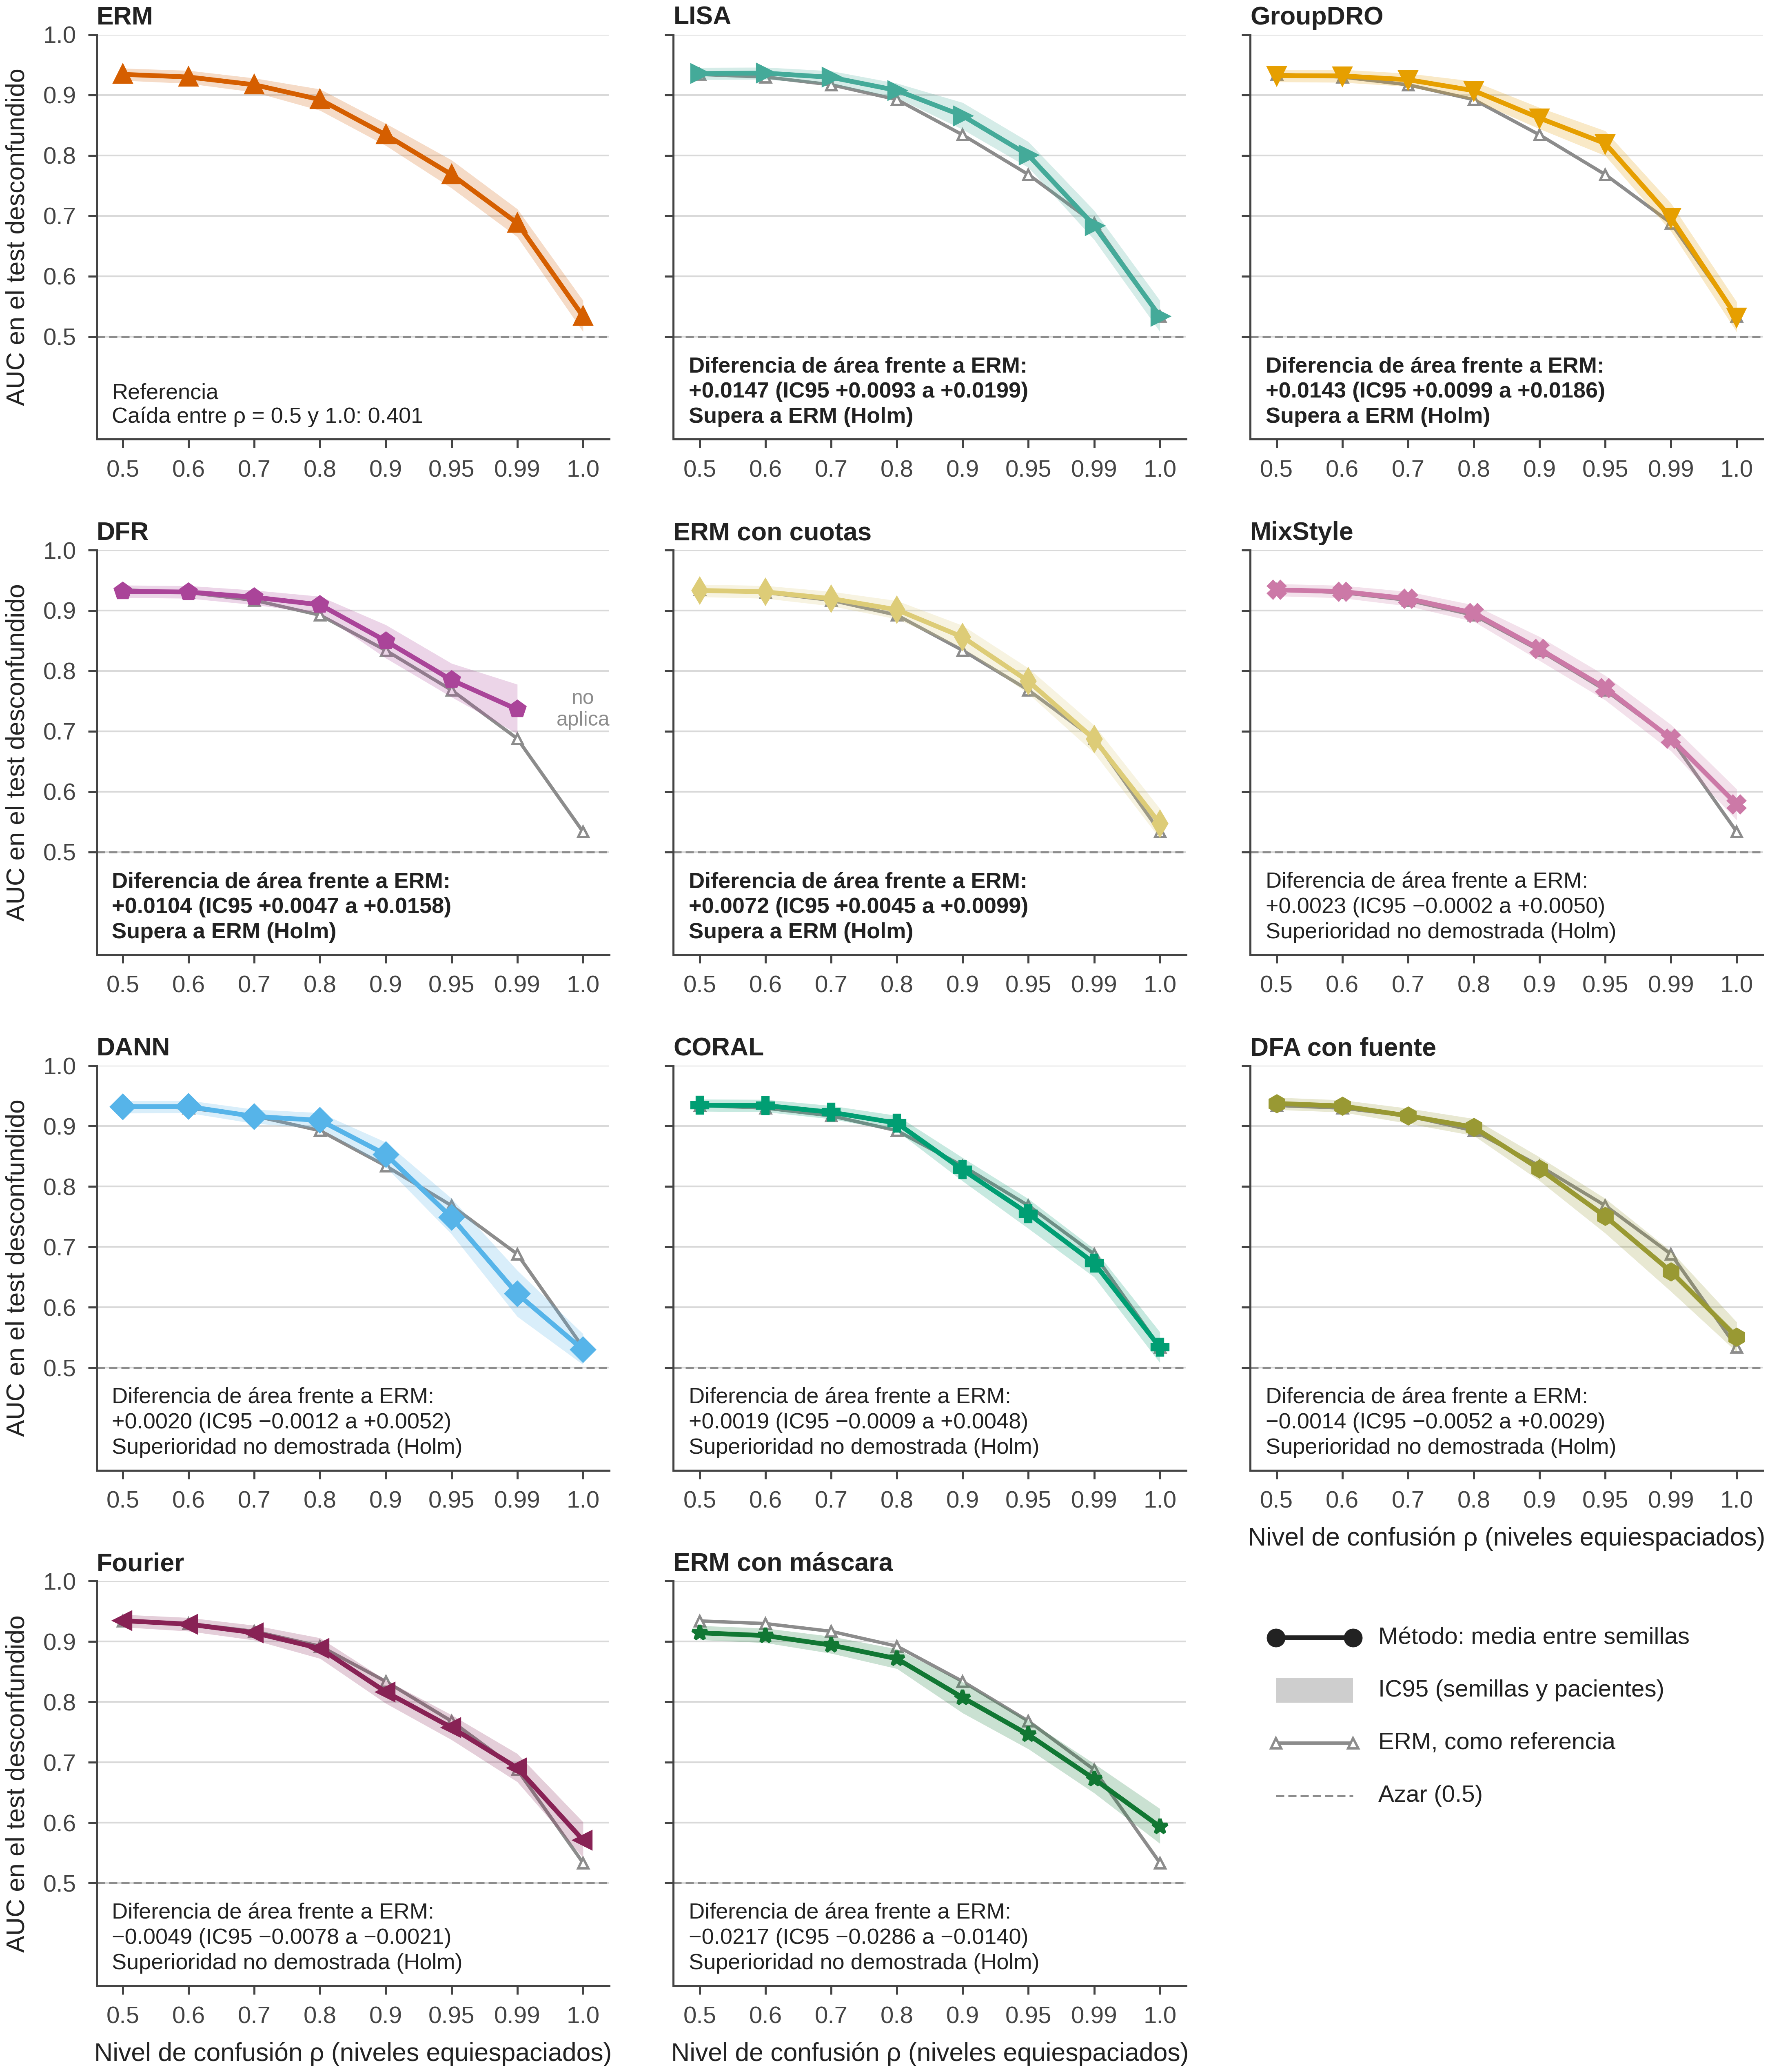 ERM
LISA
GroupDRO
AUC en el test desconfundido
1.0
0.9
0.8
0.7
0.6
0.5
Referencia
Caída entre ρ = 0.5 y 1.0: 0.401
Diferencia de área frente a ERM:
+0.0147 (IC95 +0.0093 a +0.0199)
Supera a ERM (Holm)
Diferencia de área frente a ERM:
+0.0143 (IC95 +0.0099 a +0.0186)
Supera a ERM (Holm)
0.5 0.6 0.7 0.8 0.9 0.95 0.99 1.0
0.5 0.6 0.7 0.8 0.9 0.95 0.99 1.0
0.5 0.6 0.7 0.8 0.9 0.95 0.99 1.0
DFR
ERM con cuotas
MixStyle
AUC en el test desconfundido
1.0
0.9
0.8
0.7
0.6
0.5
no
aplica
Diferencia de área frente a ERM:
+0.0104 (IC95 +0.0047 a +0.0158)
Supera a ERM (Holm)
Diferencia de área frente a ERM:
+0.0072 (IC95 +0.0045 a +0.0099)
Supera a ERM (Holm)
Diferencia de área frente a ERM:
+0.0023 (IC95 −0.0002 a +0.0050)
Superioridad no demostrada (Holm)
0.5 0.6 0.7 0.8 0.9 0.95 0.99 1.0
0.5 0.6 0.7 0.8 0.9 0.95 0.99 1.0
0.5 0.6 0.7 0.8 0.9 0.95 0.99 1.0
DANN
CORAL
DFA con fuente
AUC en el test desconfundido
1.0
0.9
0.8
0.7
0.6
0.5
Diferencia de área frente a ERM:
+0.0020 (IC95 −0.0012 a +0.0052)
Superioridad no demostrada (Holm)
Diferencia de área frente a ERM:
+0.0019 (IC95 −0.0009 a +0.0048)
Superioridad no demostrada (Holm)
Diferencia de área frente a ERM:
−0.0014 (IC95 −0.0052 a +0.0029)
Superioridad no demostrada (Holm)
0.5 0.6 0.7 0.8 0.9 0.95 0.99 1.0
0.5 0.6 0.7 0.8 0.9 0.95 0.99 1.0
0.5 0.6 0.7 0.8 0.9 0.95 0.99 1.0
Nivel de confusión ρ (niveles equiespaciados)
Fourier
ERM con máscara
AUC en el test desconfundido
1.0
0.9
0.8
0.7
0.6
0.5
Diferencia de área frente a ERM:
−0.0049 (IC95 −0.0078 a −0.0021)
Superioridad no demostrada (Holm)
Diferencia de área frente a ERM:
−0.0217 (IC95 −0.0286 a −0.0140)
Superioridad no demostrada (Holm)
0.5 0.6 0.7 0.8 0.9 0.95 0.99 1.0
0.5 0.6 0.7 0.8 0.9 0.95 0.99 1.0
Nivel de confusión ρ (niveles equiespaciados)
Nivel de confusión ρ (niveles equiespaciados)
Método: media entre semillas
IC95 (semillas y pacientes)
ERM, como referencia
Azar (0.5)